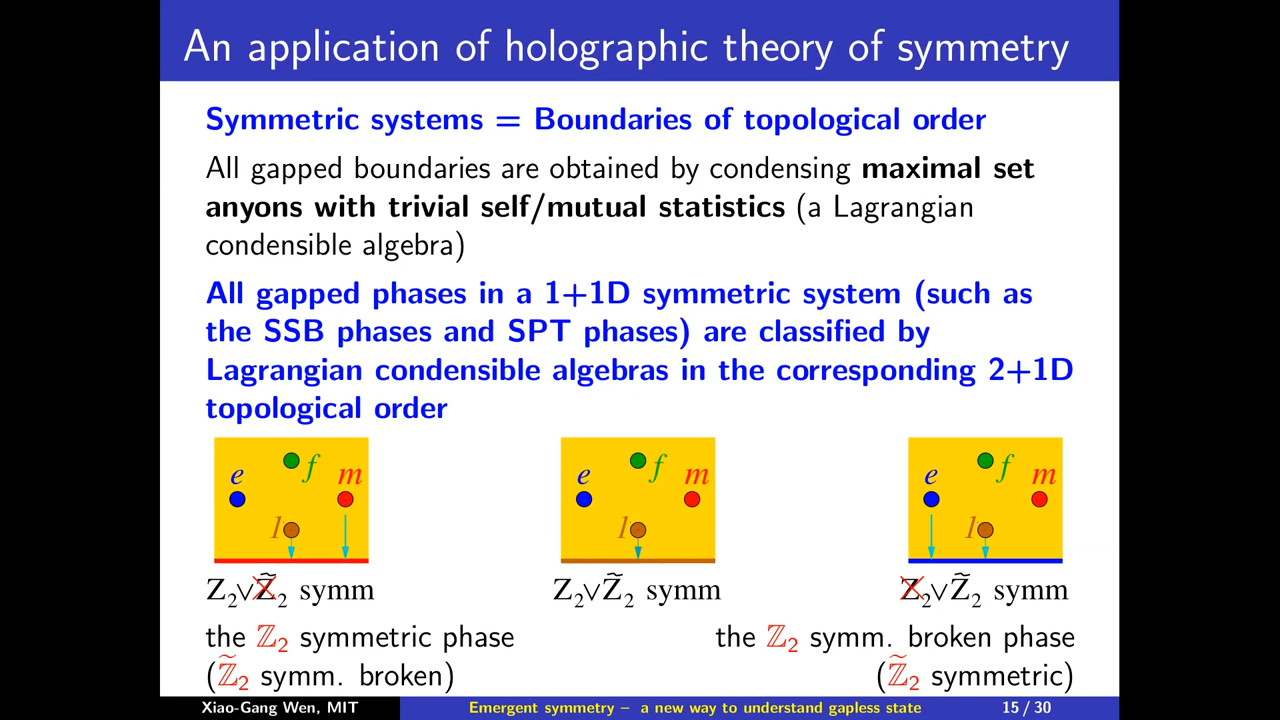 An application of holographic theory of symmetry
Symmetric systems = Boundaries of topological order
All gapped boundaries are obtained by condensing maximal set
anyons with trivial self/mutual statistics (a Lagrangian
condensible algebra)
All gapped phases in a 1+1D symmetric system (such as
the SSB phases and SPT phases) are classified by
Lagrangian condensible algebras in the corresponding 2+1D
topological order
e f m 1
e f m 1
e f m 1
Z₂∨Z̃₂ symm
Z₂∨Z̃₂ symm
Z₂∨Z̃₂ symm
the ℤ₂ symmetric phase
(ℤ̃₂ symm. broken)
the ℤ₂ symm. broken phase
(ℤ̃₂ symmetric)
Xiao-Gang Wen, MIT
Emergent symmetry – a new way to understand gapless state
15 / 30